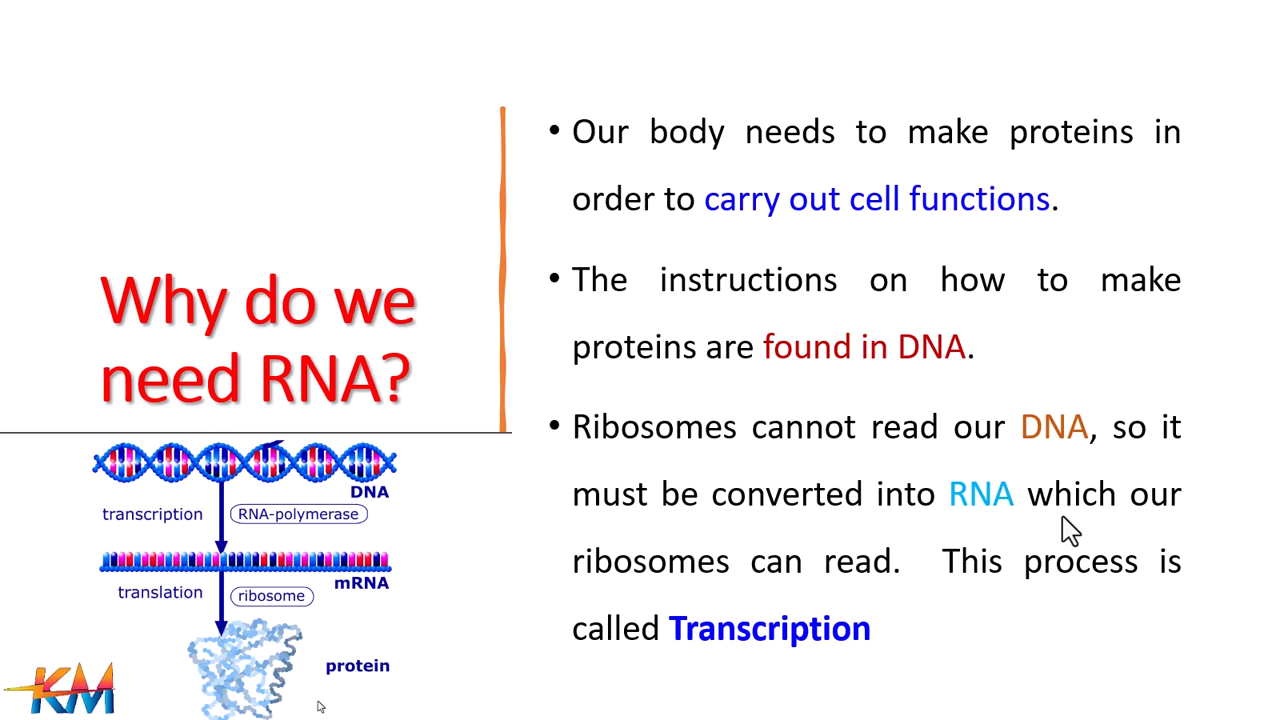 Why do we
need RNA?
• Our body needs to make proteins in
order to carry out cell functions.
• The instructions on how to make
proteins are found in DNA.
• Ribosomes cannot read our DNA, so it
must be converted into RNA which our
ribosomes can read. This process is
called Transcription
DNA
transcription RNA-polymerase
mRNA
translation ribosome
protein
KM